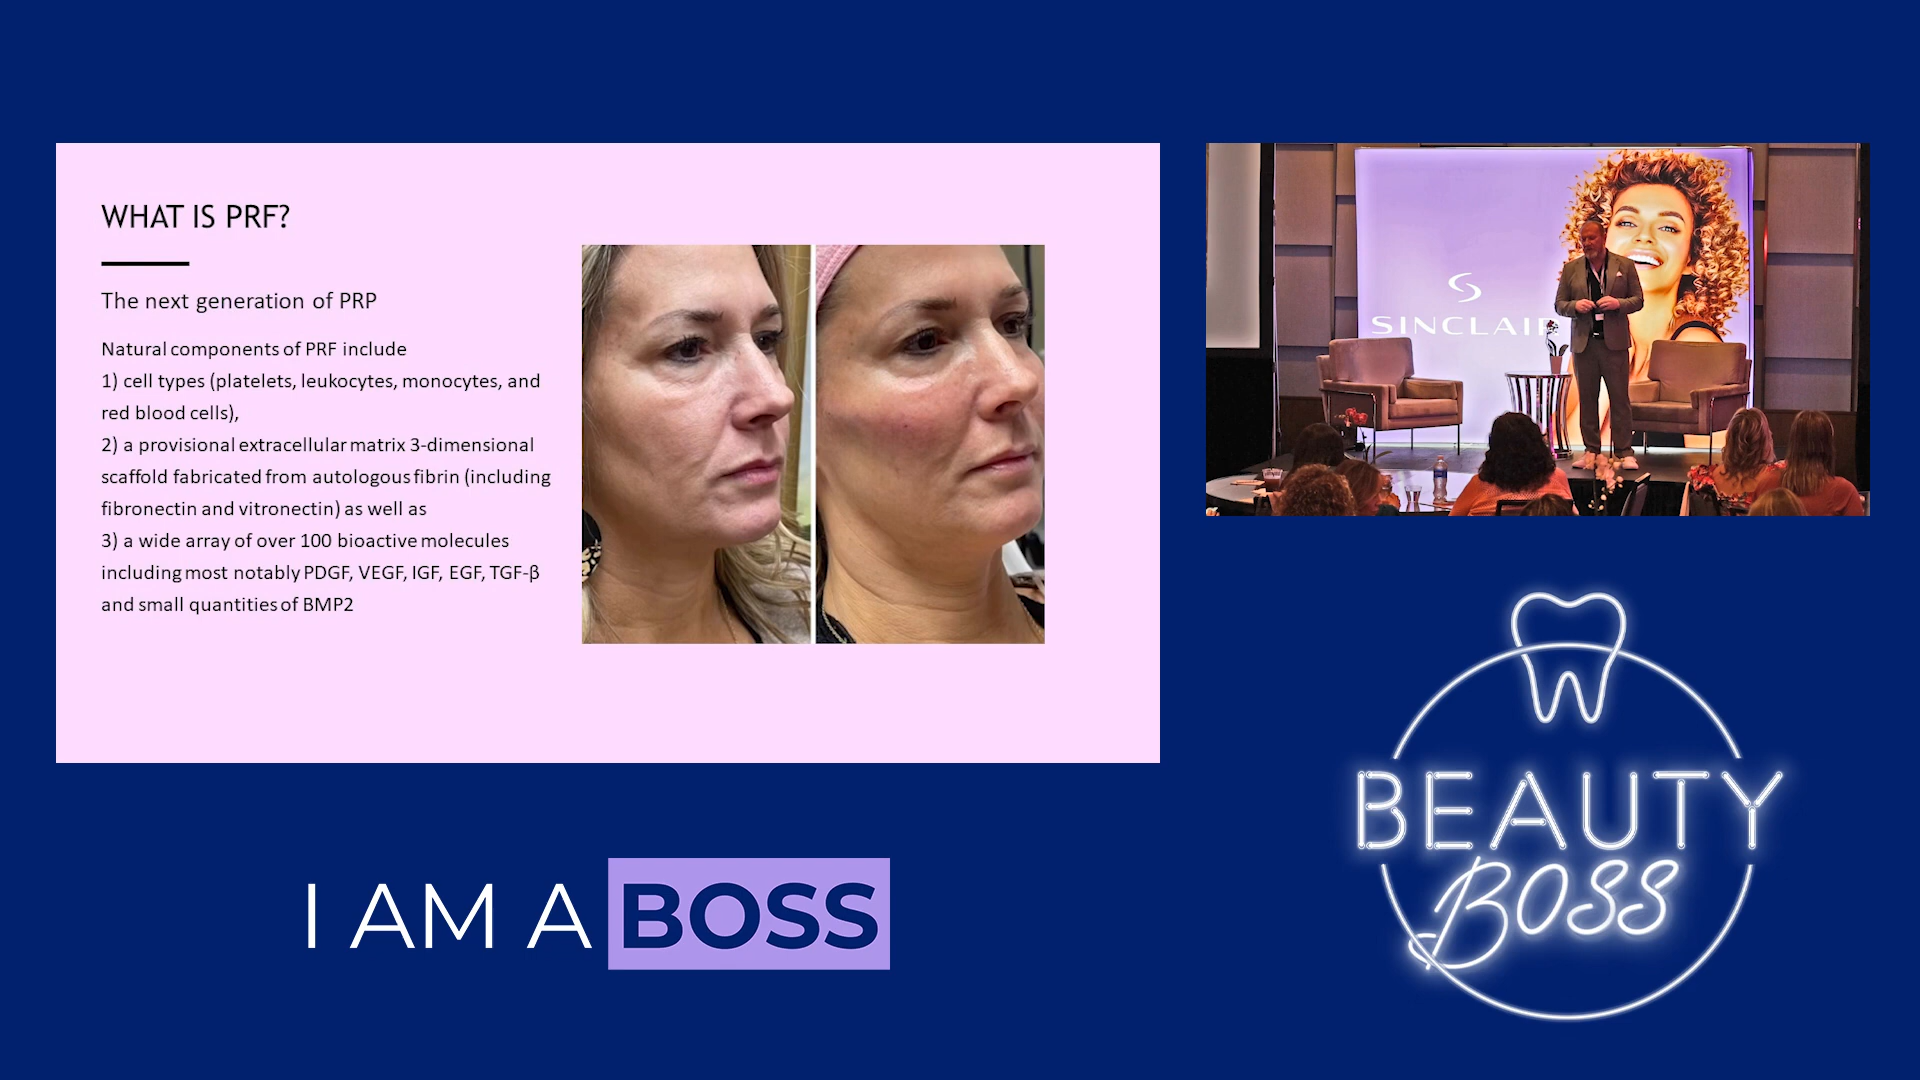 WHAT IS PRF?
The next generation of PRP
Natural components of PRF include
1) cell types (platelets, leukocytes, monocytes, and
red blood cells),
2) a provisional extracellular matrix 3-dimensional
scaffold fabricated from autologous fibrin (including
fibronectin and vitronectin) as well as
3) a wide array of over 100 bioactive molecules
including most notably PDGF, VEGF, IGF, EGF, TGF-β
and small quantities of BMP2
SINCLAIR
BEAUTY
BOSS
I AM A BOSS